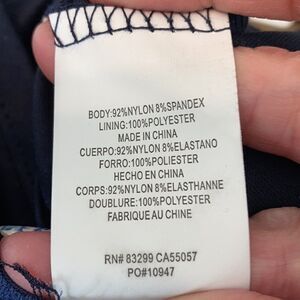 BODY:92%NYLON 8%SPANDEX
LINING:100%POLYESTER
MADE IN CHINA
CUERPO:92%NYLON 8%ELASTANO
FORRO:100%POLIESTER
HECHO EN CHINA
CORPS:92%NYLON 8%ELASTHANNE
DOUBLURE:100%POLYESTER
FABRIQUE AU CHINE
RN# 83299 CA55057
PO#10947